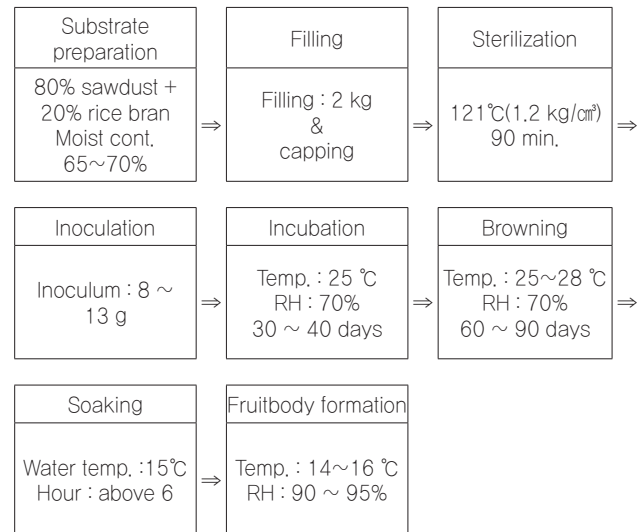 Substrate
preparation
80% sawdust +
20% rice bran
Moist cont.
65~70%
⇒
Filling
Filling : 2 kg
&
capping
⇒
Sterilization
121℃(1.2 kg/㎤)
90 min.
⇒
Inoculation
Inoculum : 8 ~
13 g
⇒
Incubation
Temp. : 25 ℃
RH : 70%
30 ~ 40 days
⇒
Browning
Temp. : 25~28 ℃
RH : 70%
60 ~ 90 days
⇒
Soaking
Water temp. :15℃
Hour : above 6
⇒
Fruitbody formation
Temp. : 14~16 ℃
RH : 90 ~ 95%